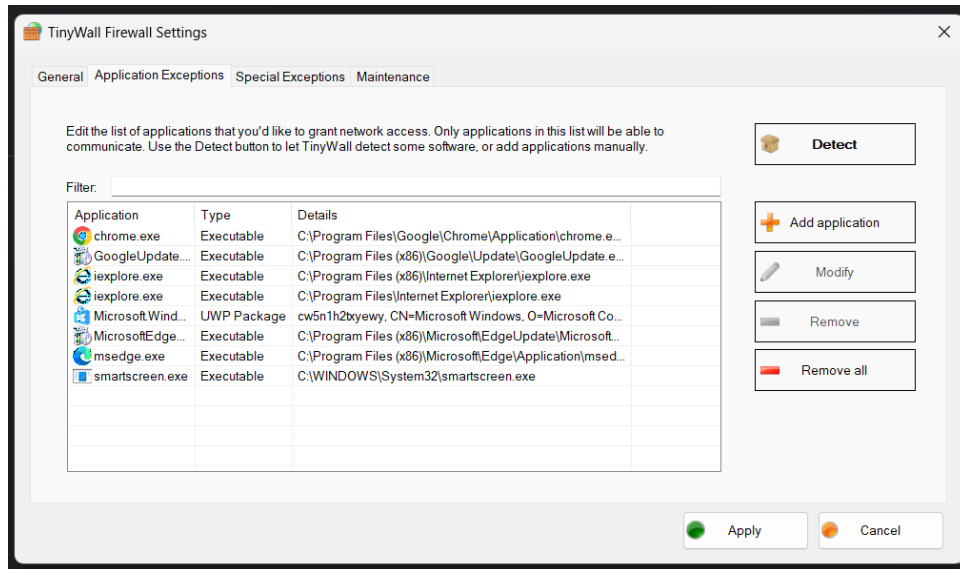 TinyWall Firewall Settings
General Application Exceptions Special Exceptions Maintenance
Edit the list of applications that you'd like to grant network access. Only applications in this list will be able to
communicate. Use the Detect button to let TinyWall detect some software, or add applications manually.
Detect
Filter:
Application Type Details
chrome.exe Executable C:\Program Files\Google\Chrome\Application\chrome.e...
GoogleUpdate.... Executable C:\Program Files (x86)\Google\Update\GoogleUpdate.e...
iexplore.exe Executable C:\Program Files (x86)\Internet Explorer\iexplore.exe
iexplore.exe Executable C:\Program Files\Internet Explorer\iexplore.exe
Microsoft.Wind... UWP Package cw5n1h2txyewy, CN=Microsoft Windows, O=Microsoft Co...
MicrosoftEdge... Executable C:\Program Files (x86)\Microsoft\EdgeUpdate\Microsoft...
msedge.exe Executable C:\Program Files (x86)\Microsoft\Edge\Application\msed...
smartscreen.exe Executable C:\WINDOWS\System32\smartscreen.exe
Add application
Modify
Remove
Remove all
Apply Cancel